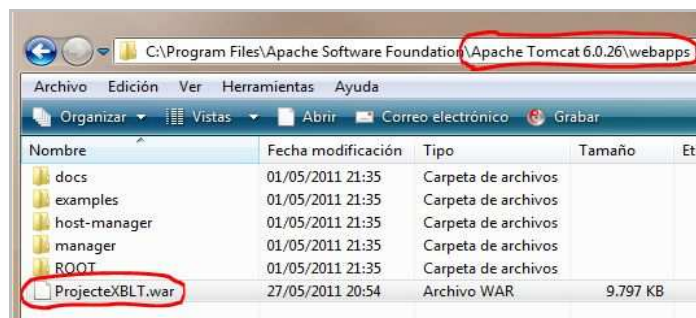 C:\Program Files\Apache Software Foundation\Apache Tomcat 6.0.26\webapps
Archivo Edición Ver Herramientas Ayuda
Organizar Vistas Abrir Correo electrónico Grabar
Nombre Fecha modificación Tipo Tamaño Et
docs 01/05/2011 21:35 Carpeta de archivos
examples 01/05/2011 21:35 Carpeta de archivos
host-manager 01/05/2011 21:35 Carpeta de archivos
manager 01/05/2011 21:35 Carpeta de archivos
ROOT 01/05/2011 21:35 Carpeta de archivos
ProjecteXBLT.war 27/05/2011 20:54 Archivo WAR 9.797 KB